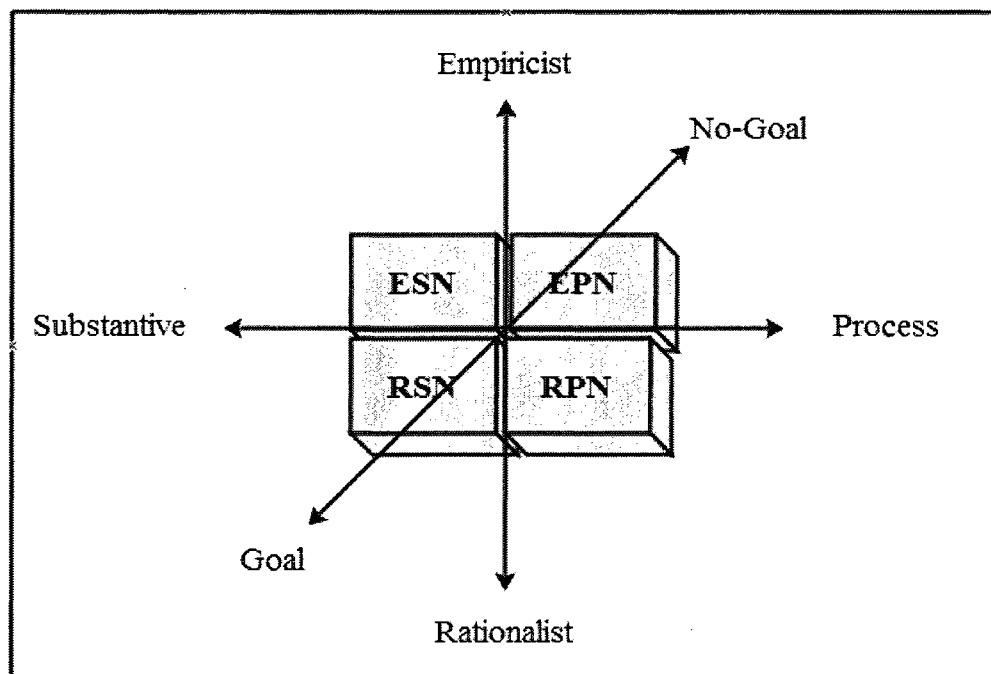 Empiricist
No-Goal
ESN EPN
Substantive Process
RSN RPN
Goal
Rationalist